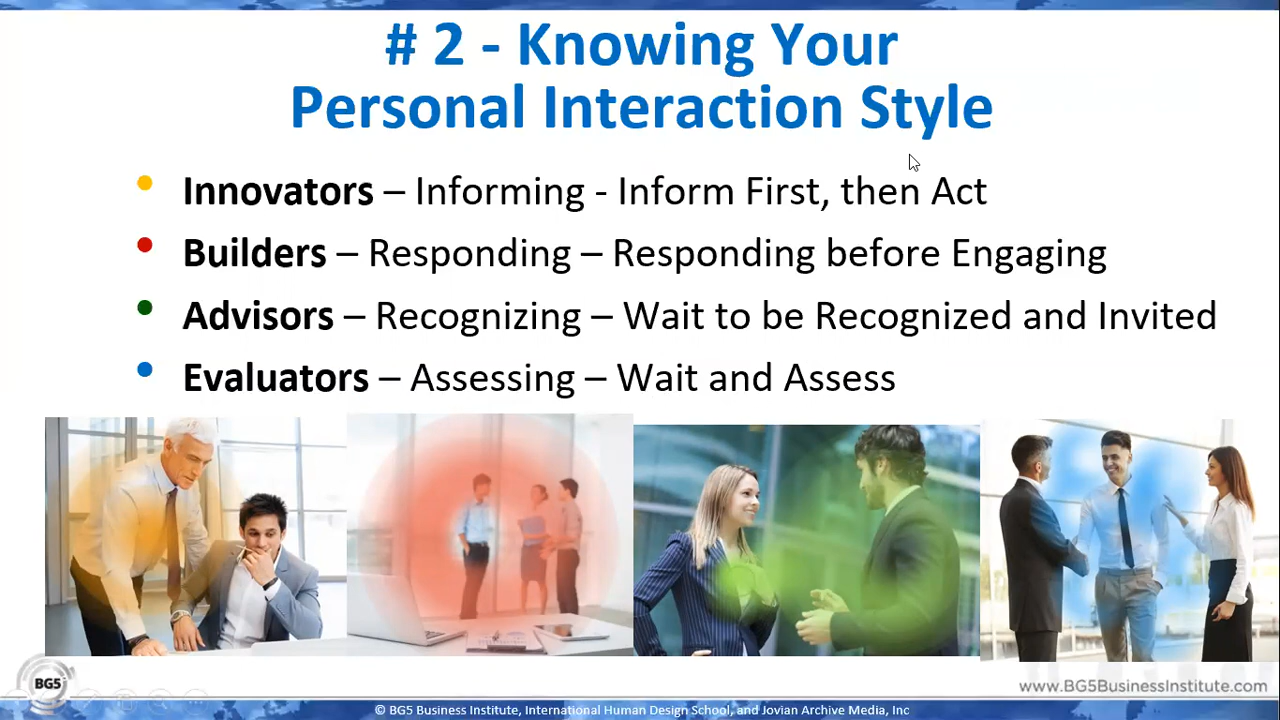 # 2 - Knowing Your
Personal Interaction Style
• Innovators – Informing - Inform First, then Act
• Builders – Responding – Responding before Engaging
• Advisors – Recognizing – Wait to be Recognized and Invited
• Evaluators – Assessing – Wait and Assess
BG5
www.BG5BusinessInstitute.com
© BG5 Business Institute, International Human Design School, and Jovian Archive Media, Inc